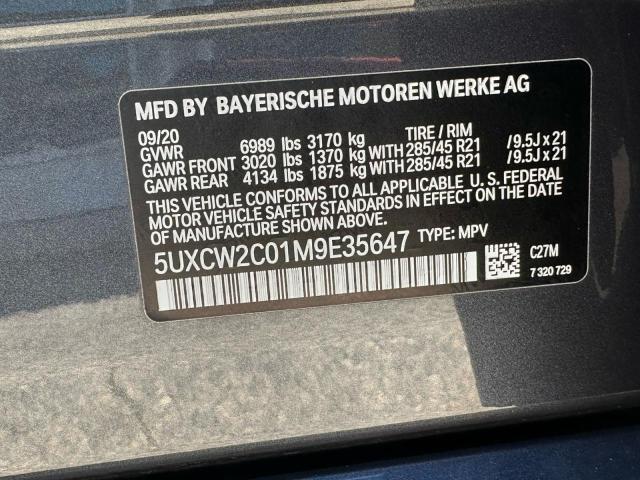 MFD BY BAYERISCHE MOTOREN WERKE AG
09/20 TIRE / RIM
GVWR 6989 lbs 3170 kg
GAWR FRONT 3020 lbs 1370 kg WITH 285/45 R21 /9.5J x 21
GAWR REAR 4134 lbs 1875 kg WITH 285/45 R21 /9.5J x 21
THIS VEHICLE CONFORMS TO ALL APPLICABLE U. S. FEDERAL
MOTOR VEHICLE SAFETY STANDARDS IN EFFECT ON THE DATE
OF MANUFACTURE SHOWN ABOVE.
5UXCW2C01M9E35647 TYPE: MPV
C27M
7 320 729